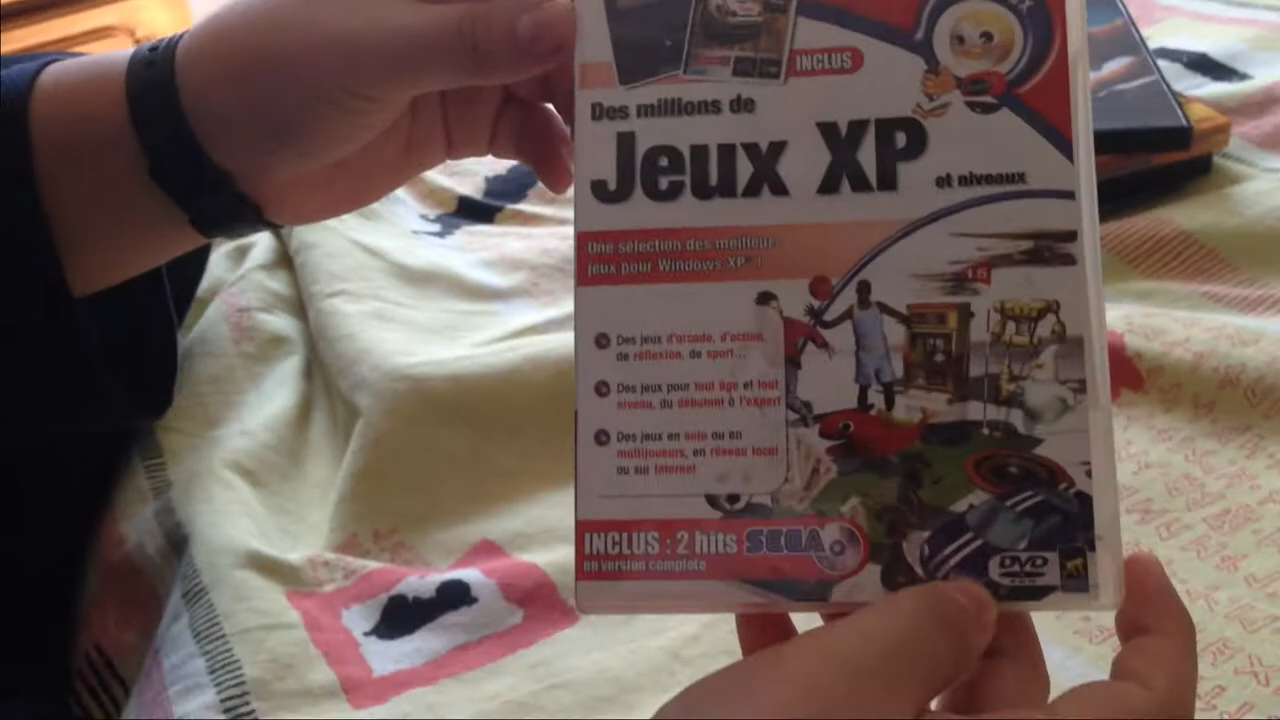 INCLUS
Des millions de
Jeux XP
et niveaux
Une sélection des meilleurs
jeux pour Windows XP™ !
Des jeux d'arcade, d'action,
de réflexion, de sport...
Des jeux pour tout âge et tout
niveau, du débutant à l'expert
Des jeux en solo ou en
multijoueurs, en réseau local
ou sur Internet
INCLUS : 2 hits SEGA
en version complète
DVD
ROM